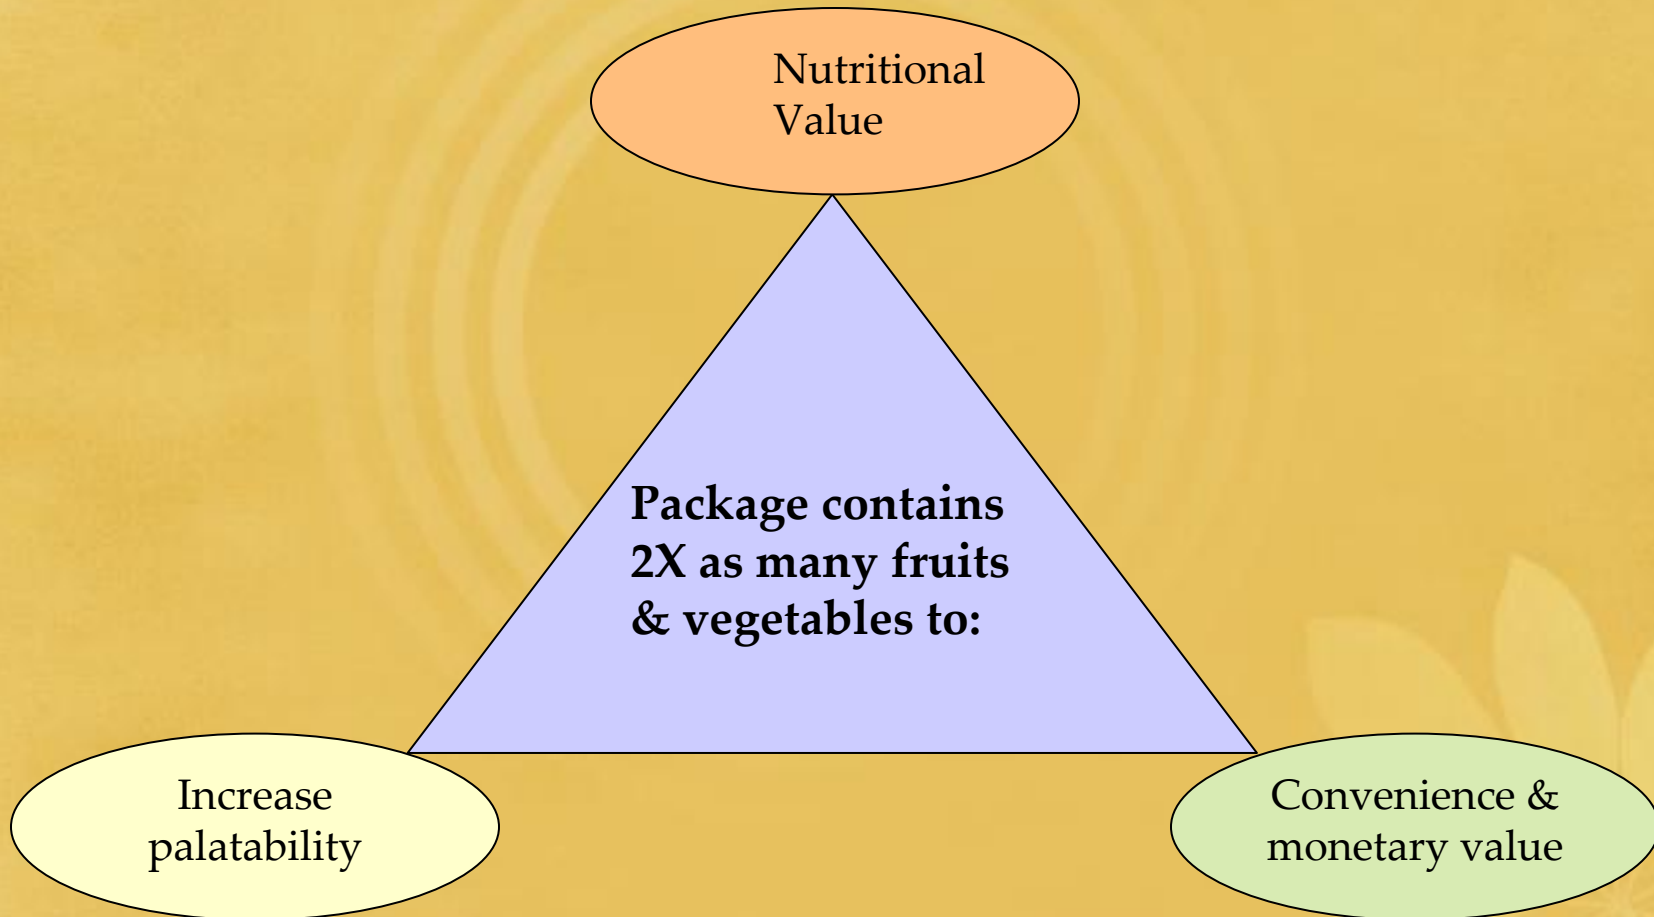 Nutritional
Value
Package contains
2X as many fruits
& vegetables to:
Increase
palatability
Convenience &
monetary value